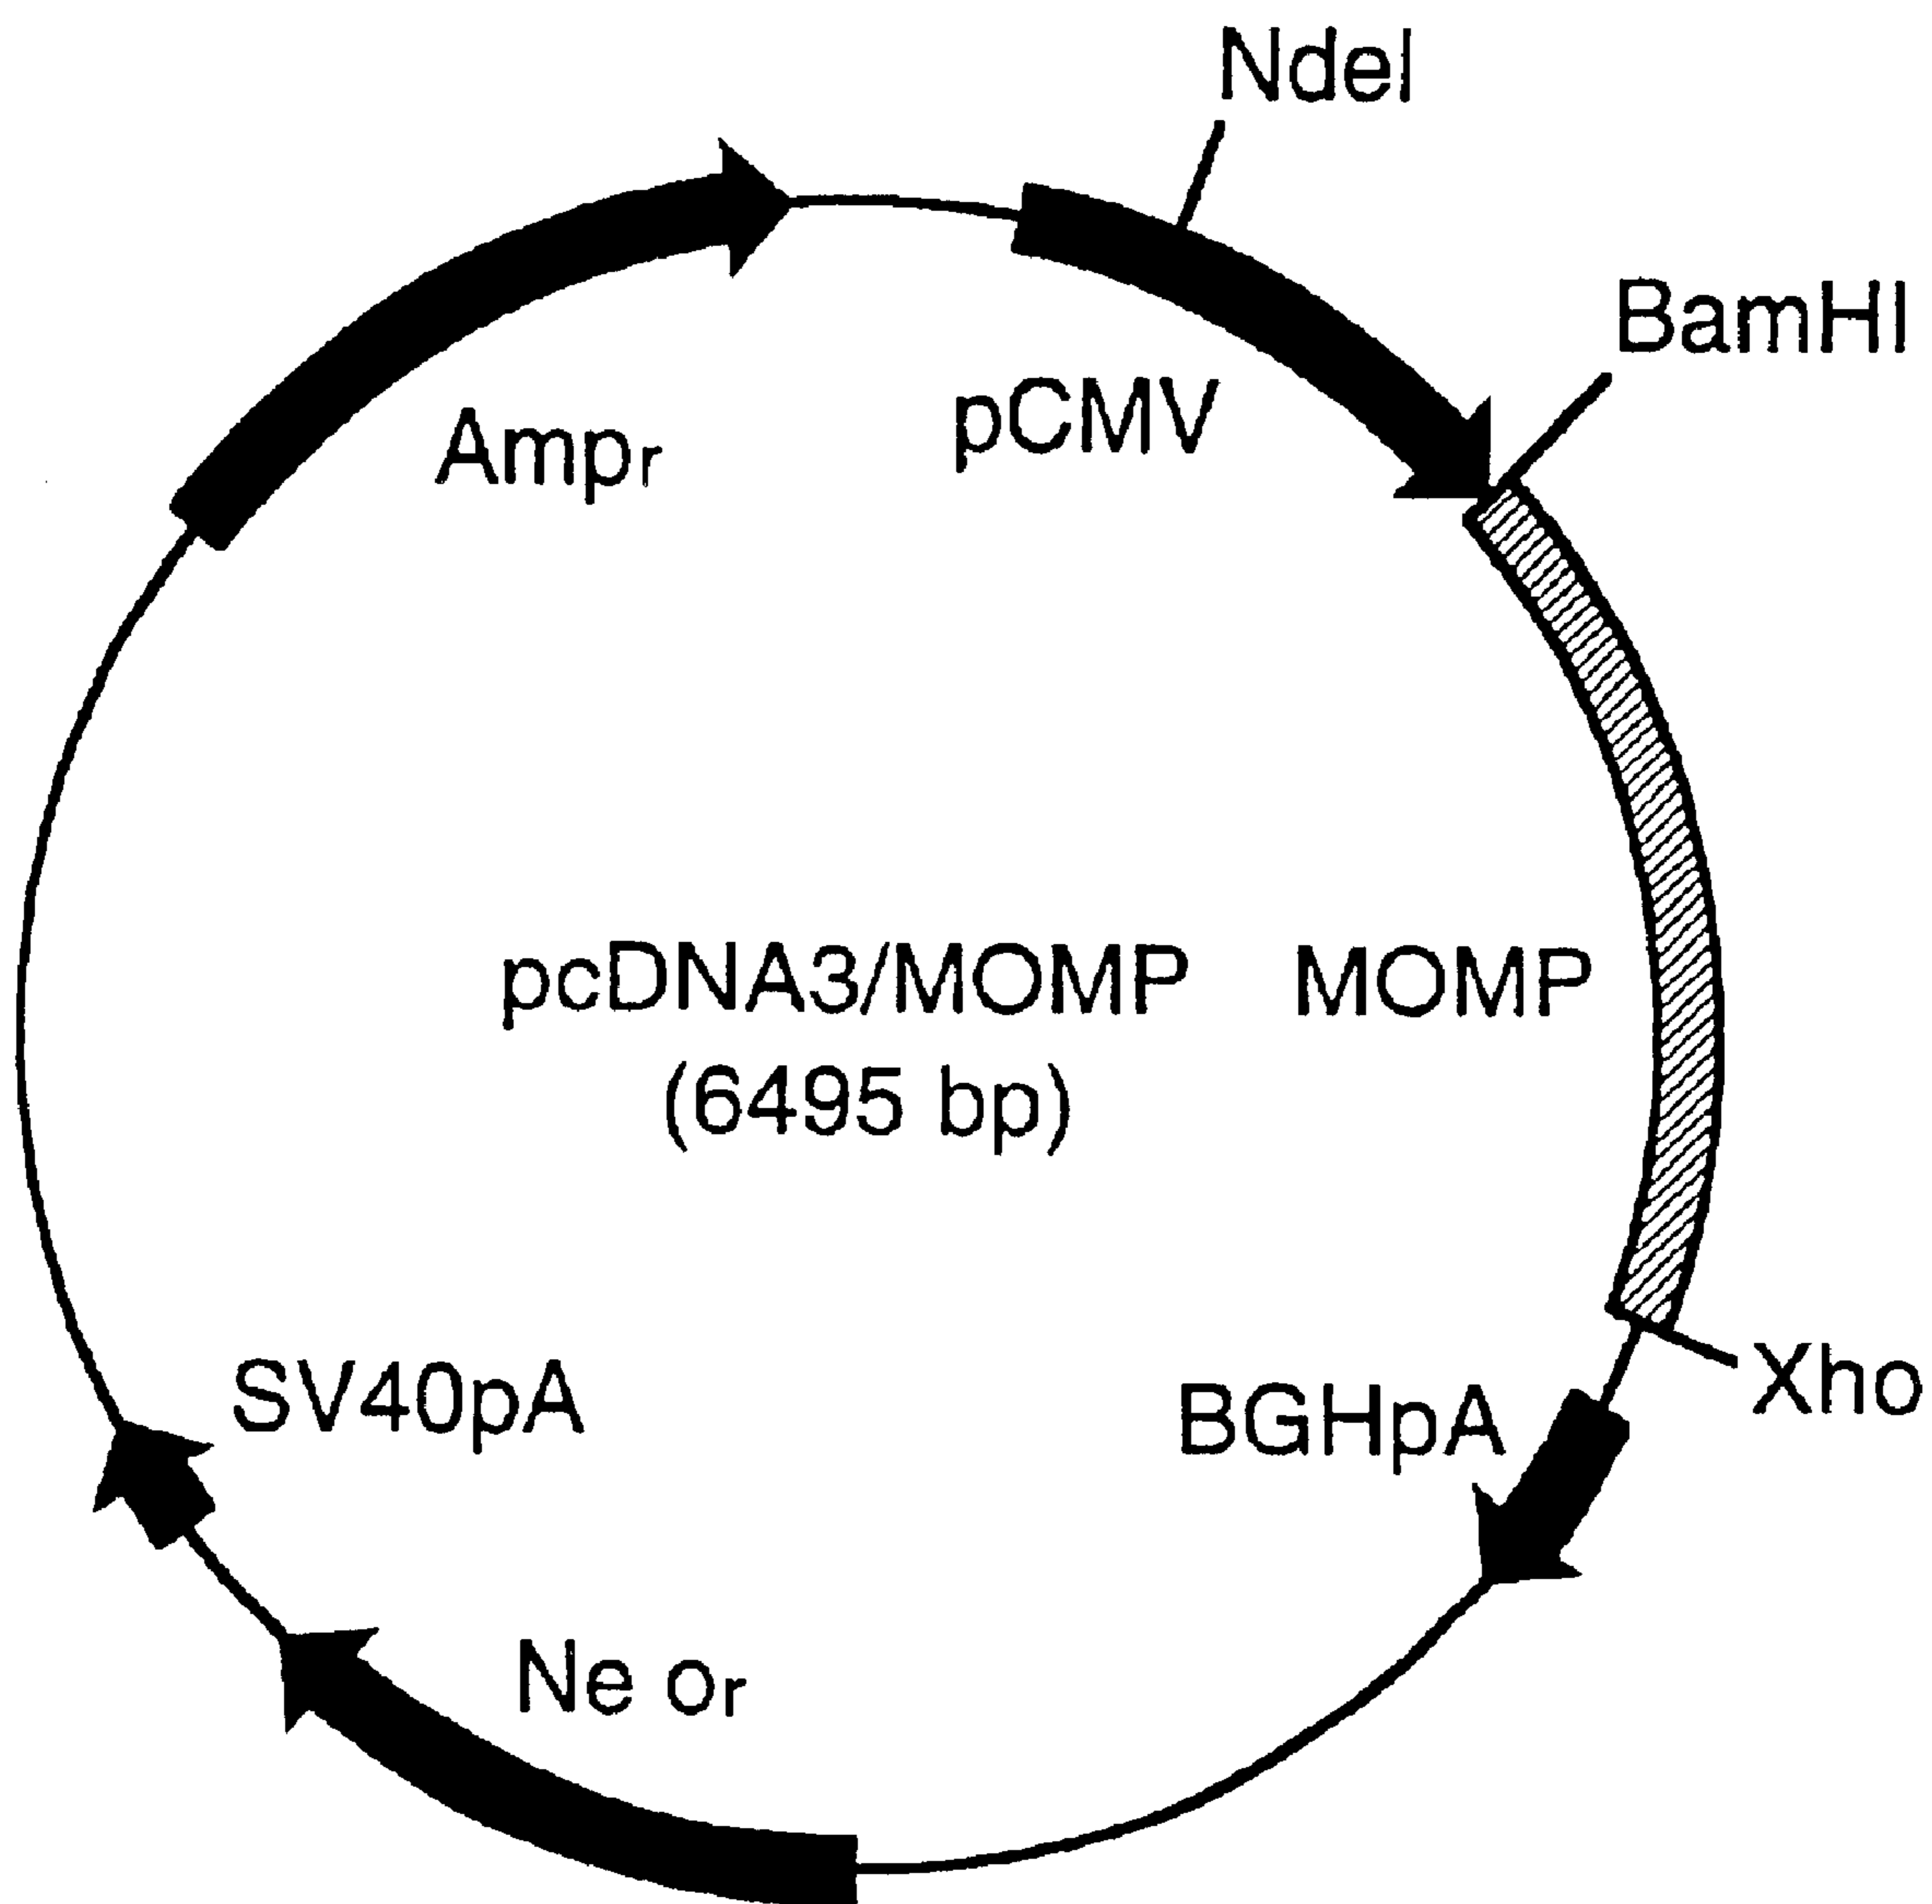 NdeI
BamHI
pCMV
Ampr
pcDNA3/MOMP
(6495 bp)
MOMP
SV40pA
BGHpA
Xho
Ne or